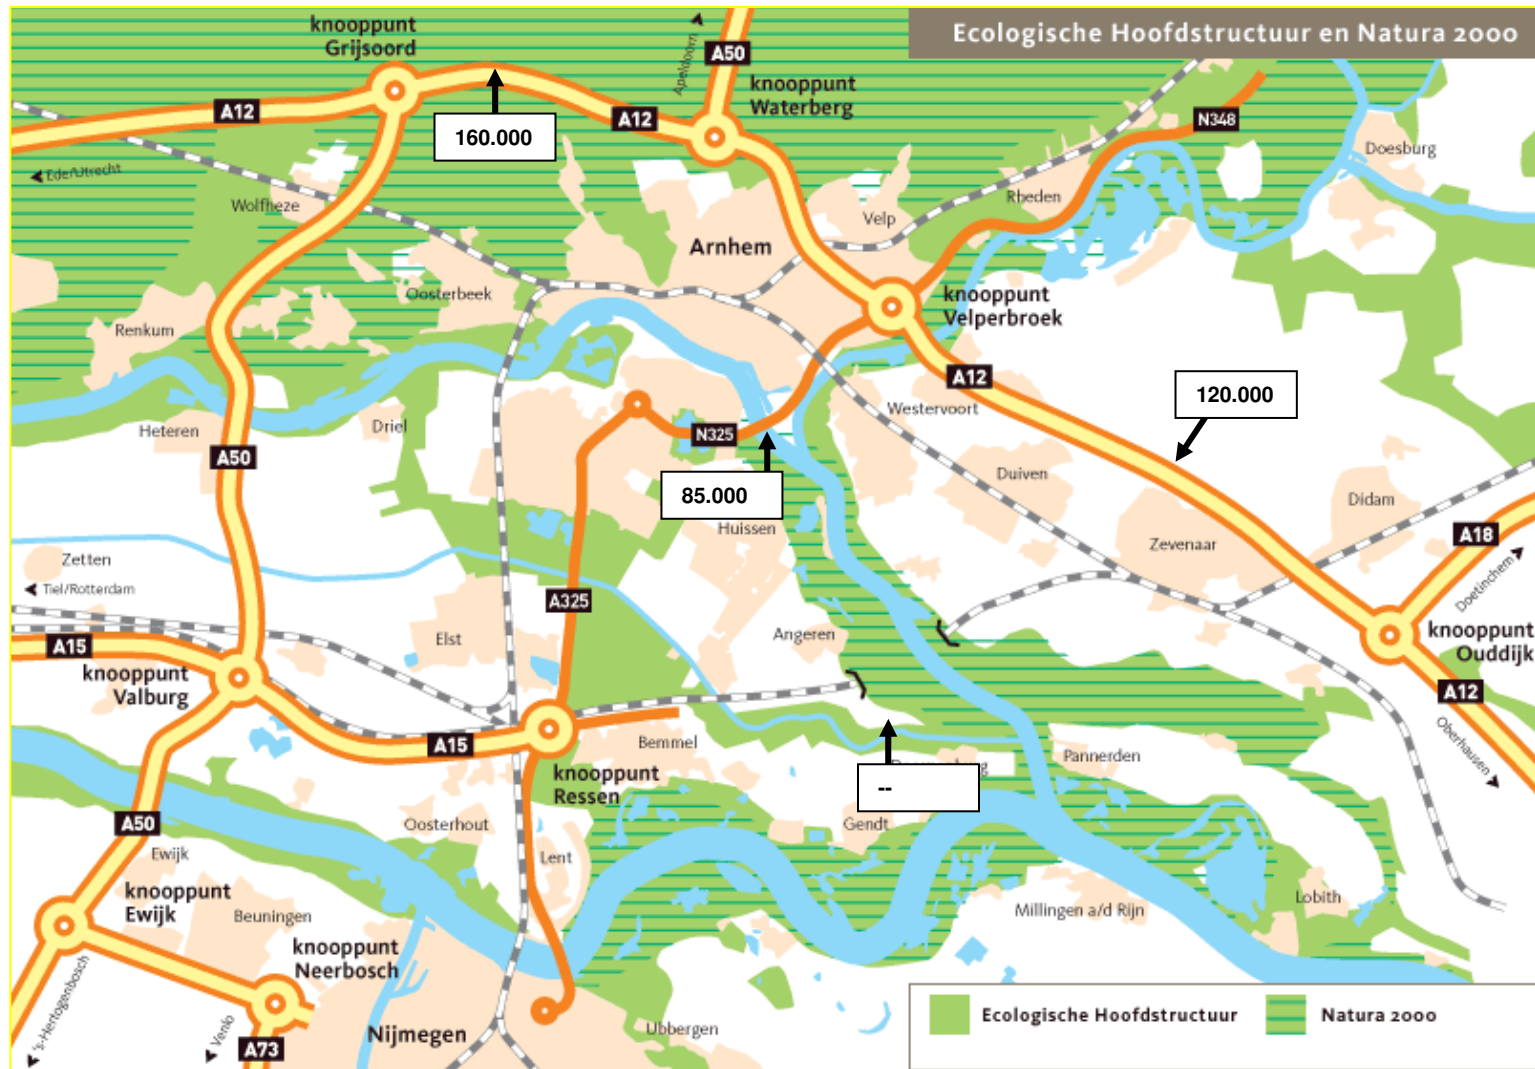 Ecologische Hoofdstructuur en Natura 2000
knooppunt
Grijsoord
Apeldoorn
A50
knooppunt
Waterberg
A12
A12
160.000
N348
Doesburg
Ede/Utrecht
Wolfheze
Rheden
Velp
Arnhem
Oosterbeek
knooppunt
Velperbroek
Renkum
A12
120.000
Westervoort
Driel
Heteren
N325
A50
Duiven
85.000
Didam
Huissen
A18
Zevenaar
Zetten
Doetinchem
Tiel/Rotterdam
A325
Angeren
Elst
knooppunt
Ouddijk
A15
knooppunt
Valburg
A12
Bemmel
A15
Oberhausen
Pannerden
knooppunt
Ressen
--
A50
Oosterhout
Gendt
Ewijk
Lent
knooppunt
Ewijk
Beuningen
Lobith
Millingen a/d Rijn
knooppunt
Neerbosch
's-Hertogenbosch
Venlo
Nijmegen
Ubbergen
A73
Ecologische Hoofdstructuur
Natura 2000